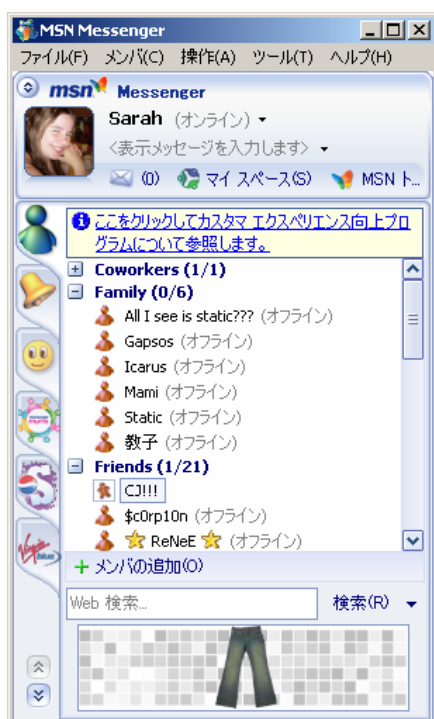 MSN Messenger
ファイル(F) メンバ(C) 操作(A) ツール(T) ヘルプ(H)
msn Messenger
Sarah (オンライン)
<表示メッセージを入力します>
(0) マイ スペース(S) MSN ト...
ここをクリックしてカスタマ エクスペリエンス向上プロ
グラムについて参照します。
Coworkers (1/1)
Family (0/6)
All I see is static??? (オフライン)
Gapsos (オフライン)
Icarus (オフライン)
Mami (オフライン)
Static (オフライン)
教子 (オフライン)
Friends (1/21)
CJ!!!
$c0rp10n (オフライン)
ReNeE (オフライン)
メンバの追加(O)
Web 検索... 検索(R)